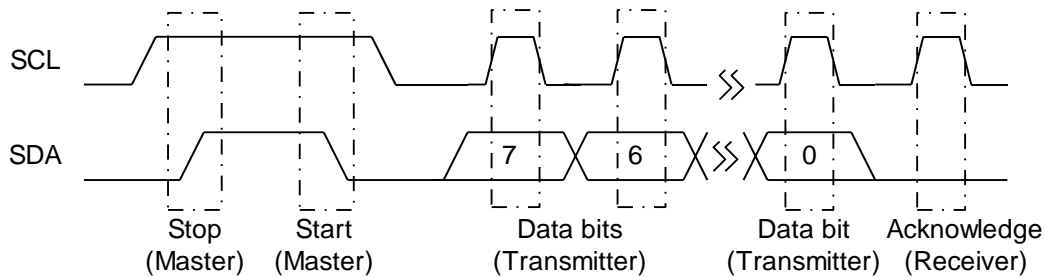 SCL
SDA
7
6
0
Stop
(Master)
Start
(Master)
Data bits
(Transmitter)
Data bit
(Transmitter)
Acknowledge
(Receiver)